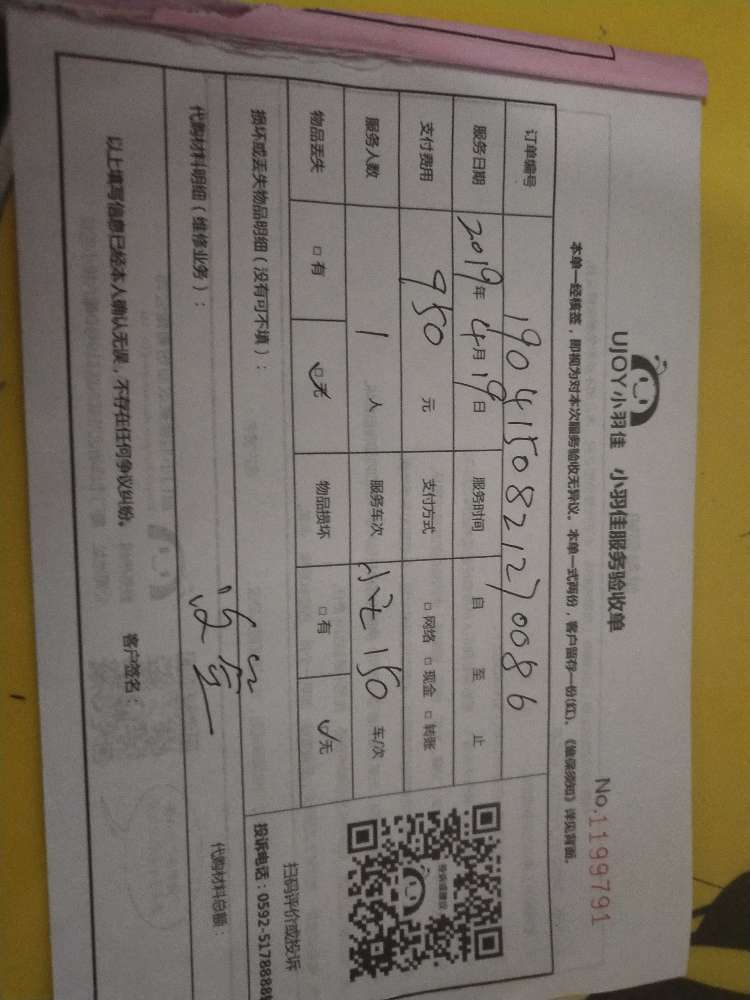 UJOY小羽佳 小羽佳服务验收单
No.1199791
本单一经核签，即视为对本次服务验收无异议。本单一式两份，客户留存一份(红)。《维保须知》详见背面。
订单编号 1904150821270086
服务日期 2019年4月19日 服务时间 自 至 止
支付费用 950元 支付方式 □网络 □现金 □转账
服务人数 1人 服务车次 150 车/次
物品丢失 □有 ☑无 物品损坏 □有 ☑无
扫码评价或投诉
投诉电话：0592-5178888
损坏或丢失物品明细（没有可不填）：
代购材料明细（维修业务）： 代购材料总额：
以上填写信息已经本人确认无误，不存在任何争议纠纷。 客户签名：